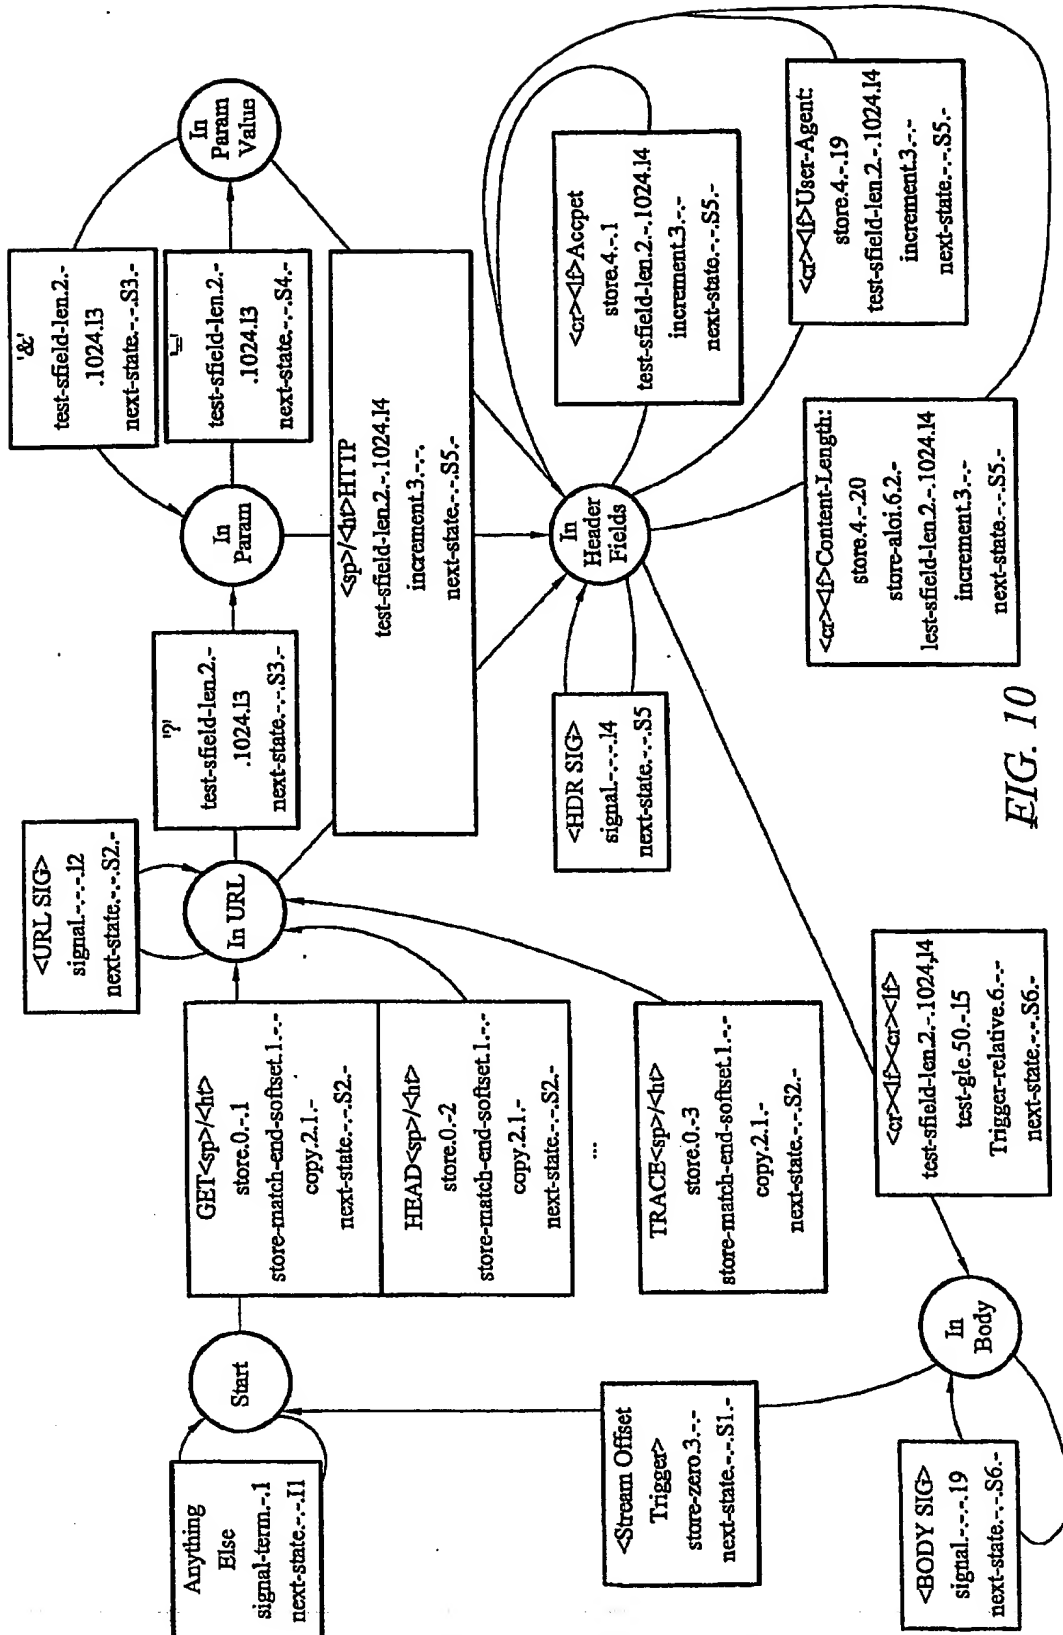 Anything
Else
signal-term.-.1
next-state.-.-.I1
Start
GET<sp>/<ht>
store.0.-.1
store-match-end-softset.1.-.-
copy.2.1.-
next-state.-.-.S2.-
HEAD<sp>/<ht>
store.0.-2
store-match-end-softset.1.-.-
copy.2.1.-
next-state.-.-.S2.-
...
TRACE<sp>/<ht>
store.0.-3
store-match-end-softset.1.-.-
copy.2.1.-
next-state.-.-.S2.-
<URL SIG>
signal.-.-.-.12
next-state.-.-.S2.-
In URL
'?'
test-sfield-len.2.-
.1024.13
next-state.-.-.S3.-
In
Param
'&'
test-sfield-len.2.-
.1024.13
next-state.-.-.S3.-
'='
test-sfield-len.2.-
.1024.13
next-state.-.-.S4.-
In
Param
Value
<sp>/<ht>HTTP
test-sfield-len.2.-.1024.14
increment.3.-.-.
next-state.-.-.S5.-
In
Header
Fields
<HDR SIG>
signal.-.-.-.14
next-state.-.-.S5
<cr><lf>Accpet
store.4.-.1
test-sfield-len.2.-.1024.14
increment.3.-.-
next-state.-.-.S5.-
<cr><lf>User-Agent:
store.4.-.19
test-sfield-len.2.-.1024.14
increment.3.-.-
next-state.-.-.S5.-
<cr><lf>Content-Length:
store.4.-.20
store-aloi.6.2.-
lest-sfield-len.2.-.1024.14
increment.3.-.-
next-state.-.-.S5.-
<cr><lf><cr><lf>
test-sfield-len.2.-.1024,14
test-gle.50.-.15
Trigger-relative.6.-.-
next-state.-.-.S6.-
In
Body
<Stream Offset
Trigger>
store-zero.3.-.-
next-state.-.-.S1.-
<BODY SIG>
signal.-.-.-.19
next-state.-.-.S6.-
FIG. 10